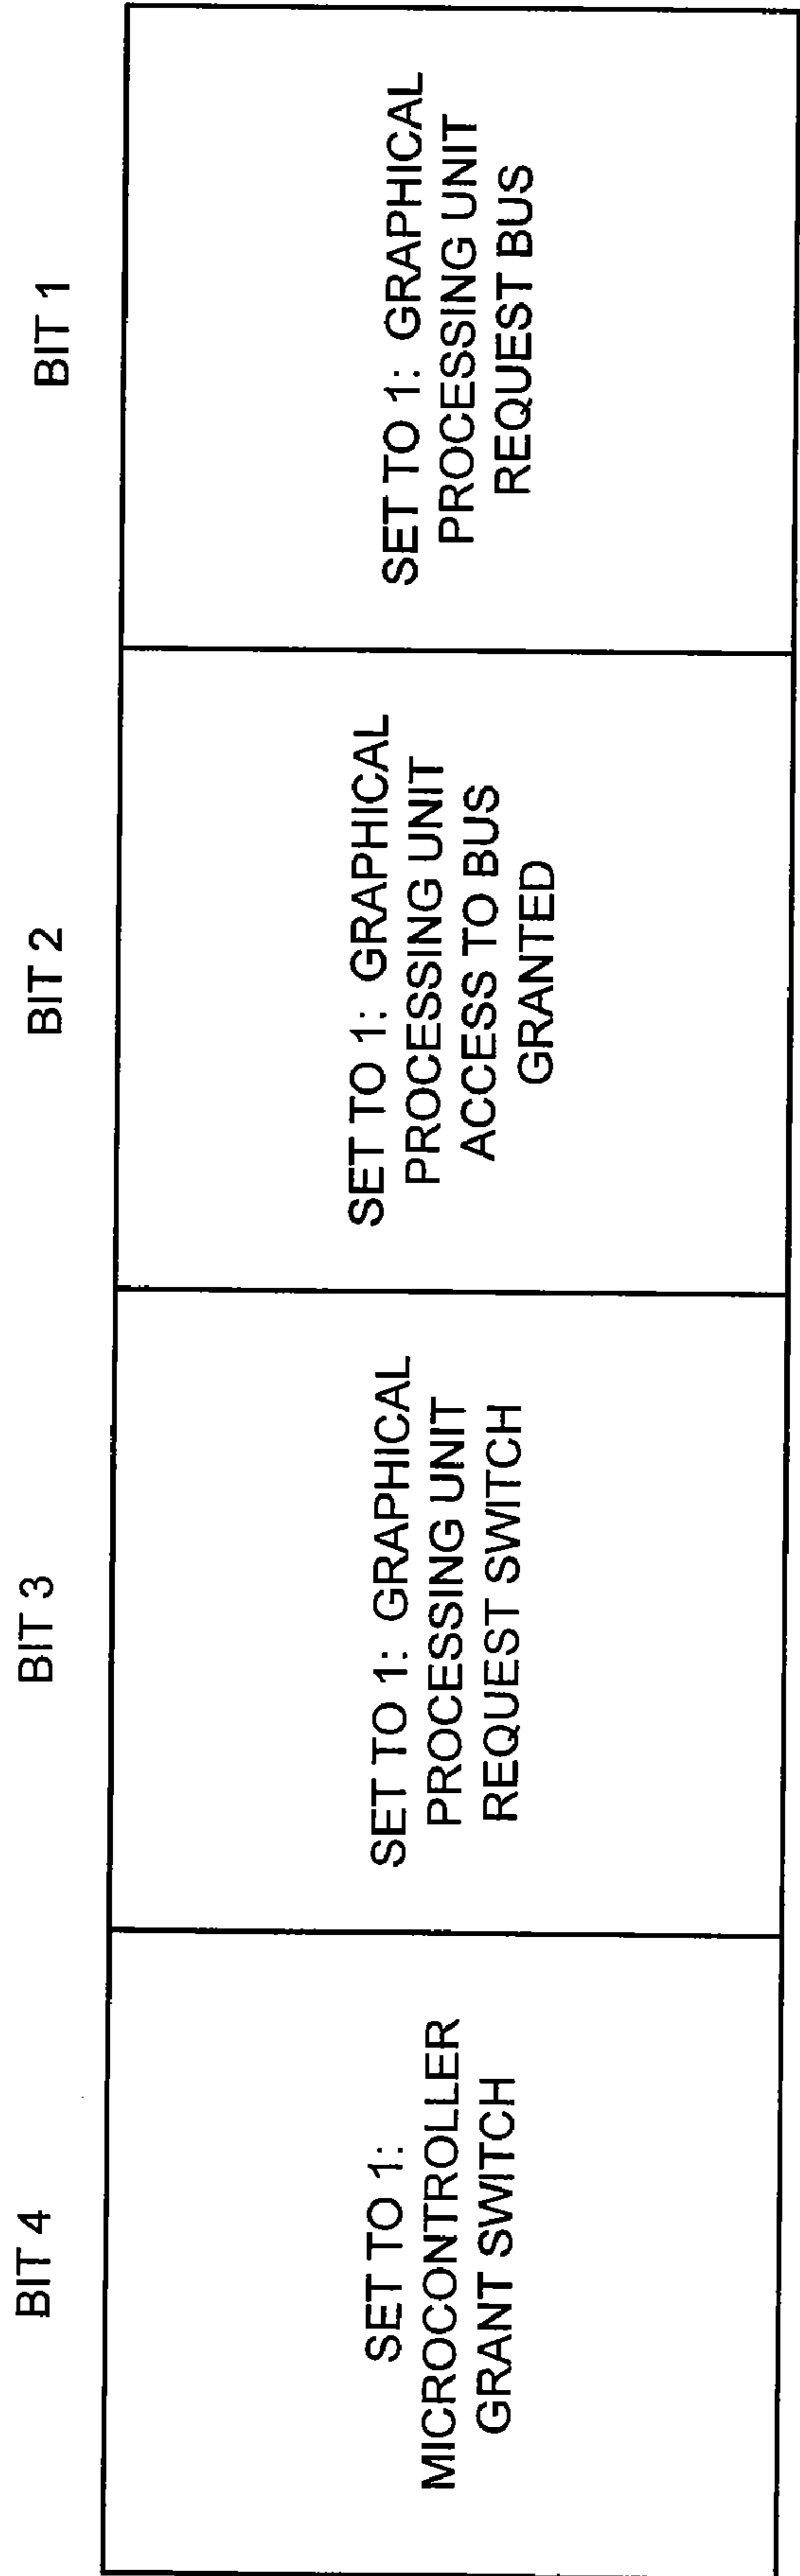 BIT 4
BIT 3
BIT 2
BIT 1
SET TO 1:
MICROCONTROLLER
GRANT SWITCH
SET TO 1: GRAPHICAL
PROCESSING UNIT
REQUEST SWITCH
SET TO 1: GRAPHICAL
PROCESSING UNIT
ACCESS TO BUS
GRANTED
SET TO 1: GRAPHICAL
PROCESSING UNIT
REQUEST BUS